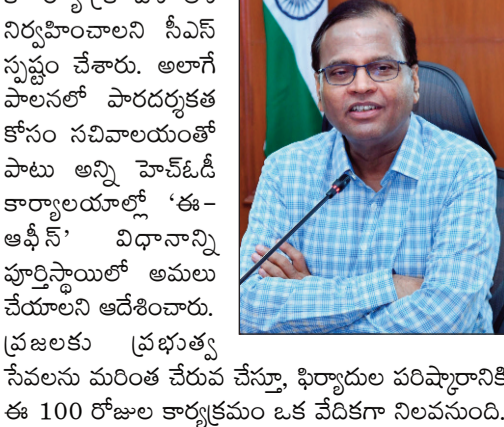 నిర్వహించాలని సీఎస్
స్పష్టం చేశారు. అలాగే
పాలనలో పారదర్శకత
కోసం సచివాలయంతో
పాటు అన్ని హెచ్ఓడీ
కార్యాలయాల్లో ‘ఈ-
ఆఫీస్’ విధానాన్ని
పూర్తిస్థాయిలో అమలు
చేయాలని ఆదేశించారు.
ప్రజలకు ప్రభుత్వ
సేవలను మరింత చేరువ చేస్తూ, ఫిర్యాదుల పరిష్కారానికి
ఈ 100 రోజుల కార్యక్రమం ఒక వేదికగా నిలవనుంది.